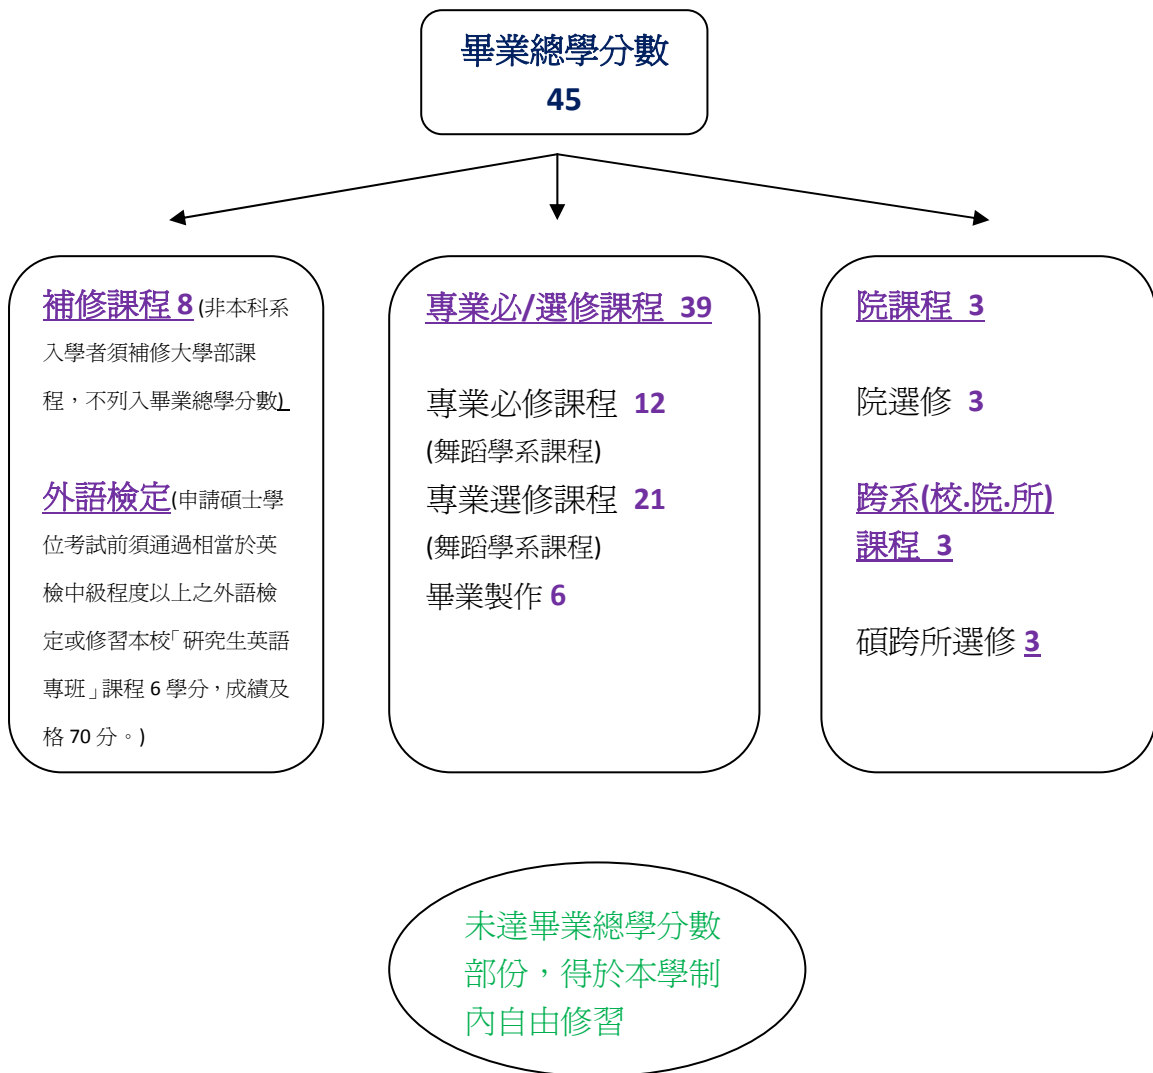 畢業總學分數
45
補修課程 8 (非本科系
入學者須補修大學部課
程，不列入畢業總學分數)
外語檢定(申請碩士學
位考試前須通過相當於英
檢中級程度以上之外語檢
定或修習本校「研究生英語
專班」課程 6 學分，成績及
格 70 分。)
專業必/選修課程 39
專業必修課程 12
(舞蹈學系課程)
專業選修課程 21
(舞蹈學系課程)
畢業製作 6
院課程 3
院選修 3
跨系(校.院.所)
課程 3
碩跨所選修 3
未達畢業總學分數
部份，得於本學制
內自由修習